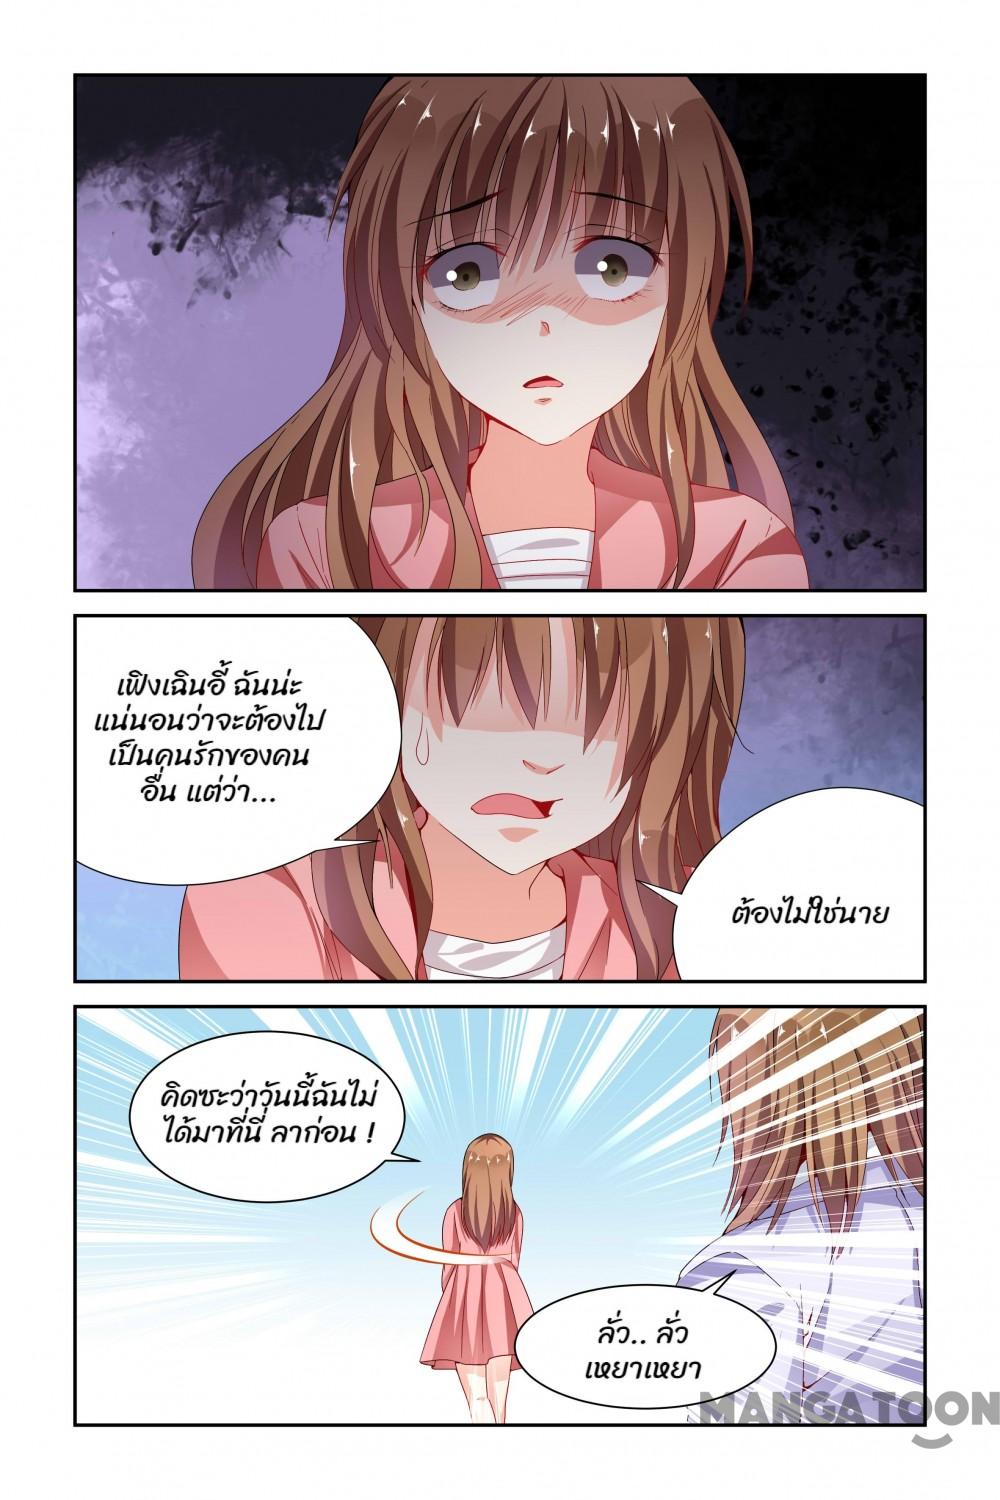 เฟิงเฉินอี้ ฉันน่ะ
แน่นอนว่าจะต้องไป
เป็นคนรักของคน
อื่น แต่ว่า...
ต้องไม่ใช่นาย
คิดซะว่าวันนี้ฉันไม่
ได้มาที่นี่ ลาก่อน !
ลั่ว.. ลั่ว
เหยาเหยา
MANGATOON